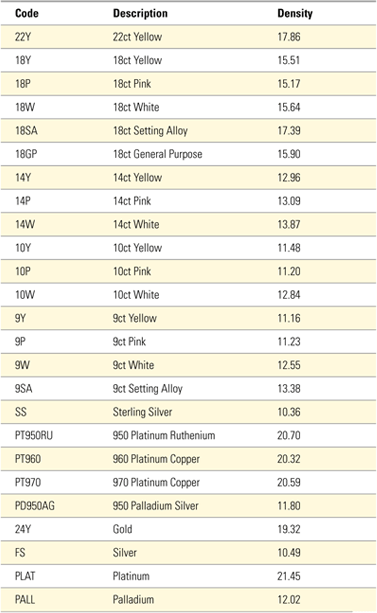 Code Description Density
22Y 22ct Yellow 17.86
18Y 18ct Yellow 15.51
18P 18ct Pink 15.17
18W 18ct White 15.64
18SA 18ct Setting Alloy 17.39
18GP 18ct General Purpose 15.90
14Y 14ct Yellow 12.96
14P 14ct Pink 13.09
14W 14ct White 13.87
10Y 10ct Yellow 11.48
10P 10ct Pink 11.20
10W 10ct White 12.84
9Y 9ct Yellow 11.16
9P 9ct Pink 11.23
9W 9ct White 12.55
9SA 9ct Setting Alloy 13.38
SS Sterling Silver 10.36
PT950RU 950 Platinum Ruthenium 20.70
PT960 960 Platinum Copper 20.32
PT970 970 Platinum Copper 20.59
PD950AG 950 Palladium Silver 11.80
24Y Gold 19.32
FS Silver 10.49
PLAT Platinum 21.45
PALL Palladium 12.02